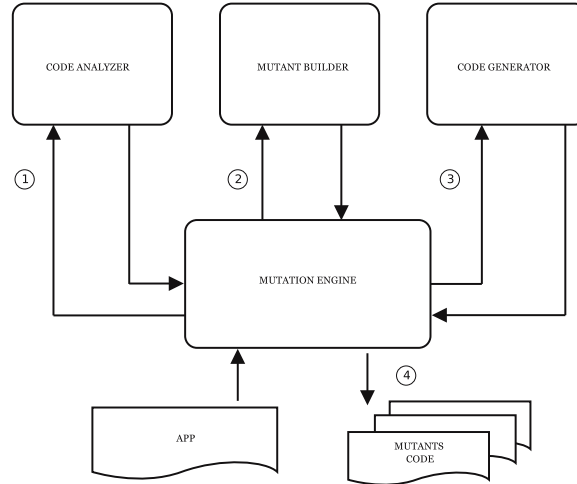 CODE ANALYZER
MUTANT BUILDER
CODE GENERATOR
1
2
3
MUTATION ENGINE
4
APP
MUTANTS
CODE